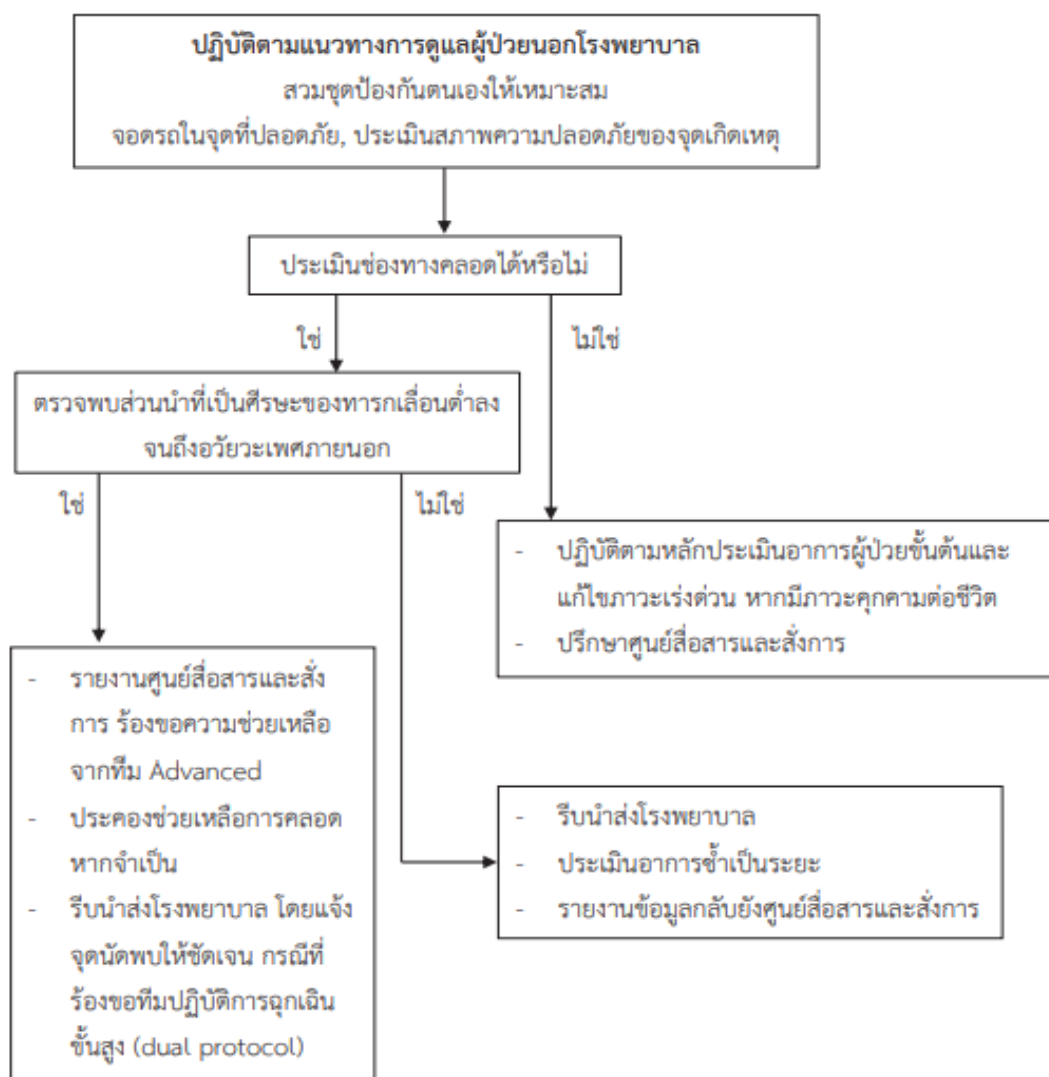 ปฏิบัติตามแนวทางการดูแลผู้ป่วยนอกโรงพยาบาล
สวมชุดป้องกันตนเองให้เหมาะสม
จอดรถในจุดที่ปลอดภัย, ประเมินสภาพความปลอดภัยของจุดเกิดเหตุ
ประเมินช่องทางคลอดได้หรือไม่
ใช่
ไม่ใช่
ตรวจพบส่วนนำที่เป็นศีรษะของทารกเลื่อนต่ำลง
จนถึงอวัยวะเพศภายนอก
ใช่
ไม่ใช่
- ปฏิบัติตามหลักประเมินอาการผู้ป่วยขั้นต้นและ
แก้ไขภาวะเร่งด่วน หากมีภาวะคุกคามต่อชีวิต
- ปรึกษาศูนย์สื่อสารและสั่งการ
- รายงานศูนย์สื่อสารและสั่ง
การ ร้องขอความช่วยเหลือ
จากทีม Advanced
- ประคองช่วยเหลือการคลอด
หากจำเป็น
- รีบนำส่งโรงพยาบาล โดยแจ้ง
จุดนัดพบให้ชัดเจน กรณีที่
ร้องขอทีมปฏิบัติการฉุกเฉิน
ขั้นสูง (dual protocol)
- รีบนำส่งโรงพยาบาล
- ประเมินอาการซ้ำเป็นระยะ
- รายงานข้อมูลกลับยังศูนย์สื่อสารและสั่งการ